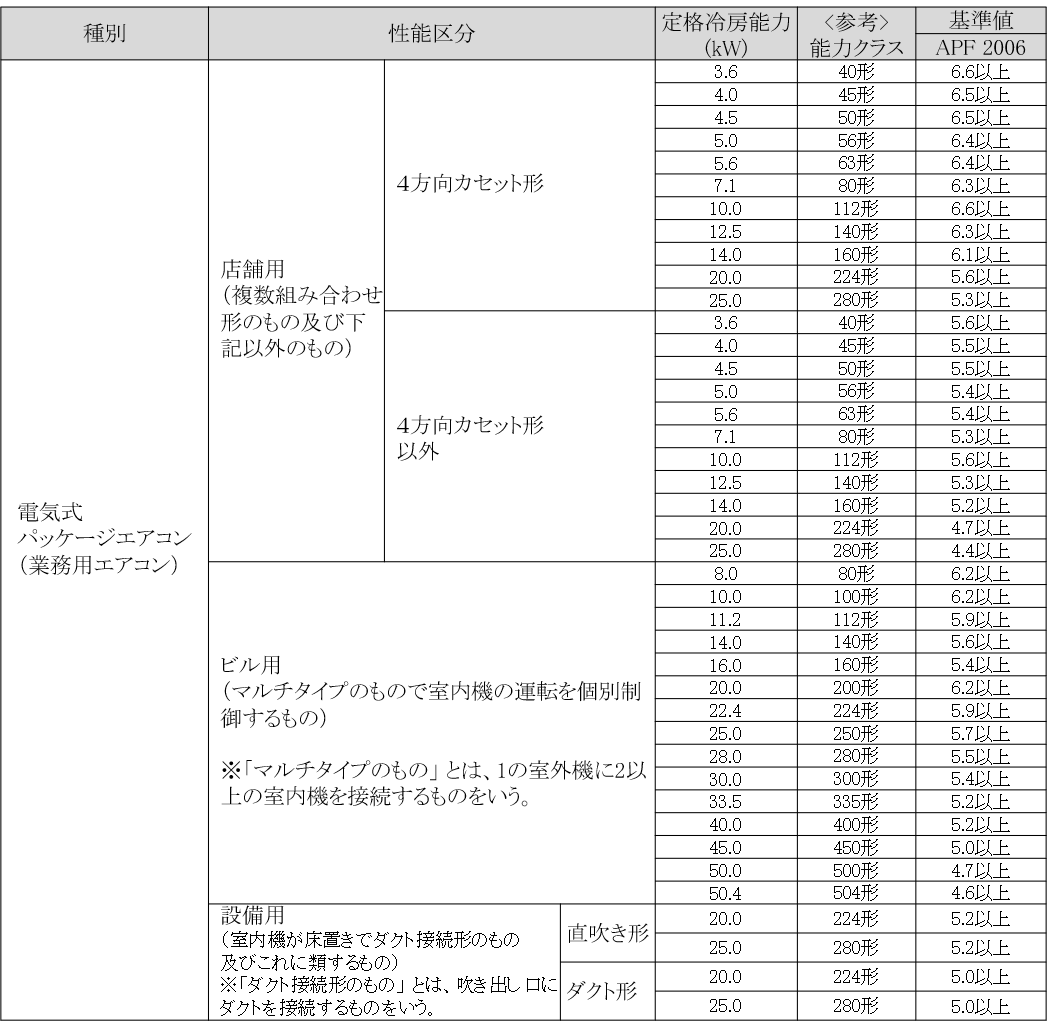 種別
性能区分
定格冷房能力
(kW)
〈参考〉
能力クラス
基準値
APF 2006
電気式
パッケージエアコン
（業務用エアコン）
店舗用
（複数組み合わせ
形のもの及び下
記以外のもの）
４方向カセット形
3.6 40形 6.6以上
4.0 45形 6.5以上
4.5 50形 6.5以上
5.0 56形 6.4以上
5.6 63形 6.4以上
7.1 80形 6.3以上
10.0 112形 6.6以上
12.5 140形 6.3以上
14.0 160形 6.1以上
20.0 224形 5.6以上
25.0 280形 5.3以上
４方向カセット形
以外
3.6 40形 5.6以上
4.0 45形 5.5以上
4.5 50形 5.5以上
5.0 56形 5.4以上
5.6 63形 5.4以上
7.1 80形 5.3以上
10.0 112形 5.6以上
12.5 140形 5.3以上
14.0 160形 5.2以上
20.0 224形 4.7以上
25.0 280形 4.4以上
ビル用
（マルチタイプのもので室内機の運転を個別制
御するもの）
※「マルチタイプのもの」とは、1の室外機に2以
上の室内機を接続するものをいう。
8.0 80形 6.2以上
10.0 100形 6.2以上
11.2 112形 5.9以上
14.0 140形 5.6以上
16.0 160形 5.4以上
20.0 200形 6.2以上
22.4 224形 5.9以上
25.0 250形 5.7以上
28.0 280形 5.5以上
30.0 300形 5.4以上
33.5 335形 5.2以上
40.0 400形 5.2以上
45.0 450形 5.0以上
50.0 500形 4.7以上
50.4 504形 4.6以上
設備用
（室内機が床置きでダクト接続形のもの
及びこれに類するもの）
※「ダクト接続形のもの」とは、吹き出し口に
ダクトを接続するものをいう。
直吹き形
20.0 224形 5.2以上
25.0 280形 5.2以上
ダクト形
20.0 224形 5.0以上
25.0 280形 5.0以上